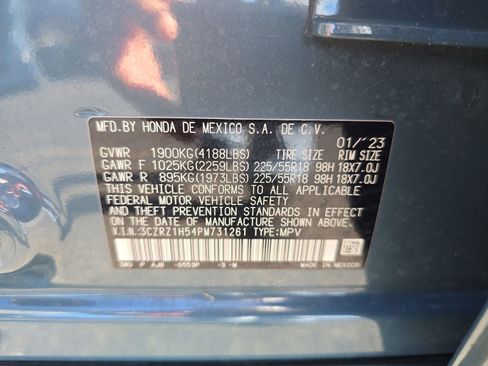 MFD.BY HONDA DE MEXICO S.A. DE C.V. 01/'23
GVWR 1900KG(4188LBS) TIRE SIZE RIM SIZE
GAWR F 1025KG(2259LBS) 225/55R18 98H 18X7.0J
GAWR R 895KG(1973LBS) 225/55R18 98H 18X7.0J
THIS VEHICLE CONFORMS TO ALL APPLICABLE
FEDERAL MOTOR VEHICLE SAFETY AND THEFT PREVENTION
STANDARDS IN EFFECT ON THE DATE OF MANUFACTURE SHOWN ABOVE.
V.I.N.:3CZRZ1H54PM731261 TYPE:MPV
3W0 P AJ6 -G553P -B -M